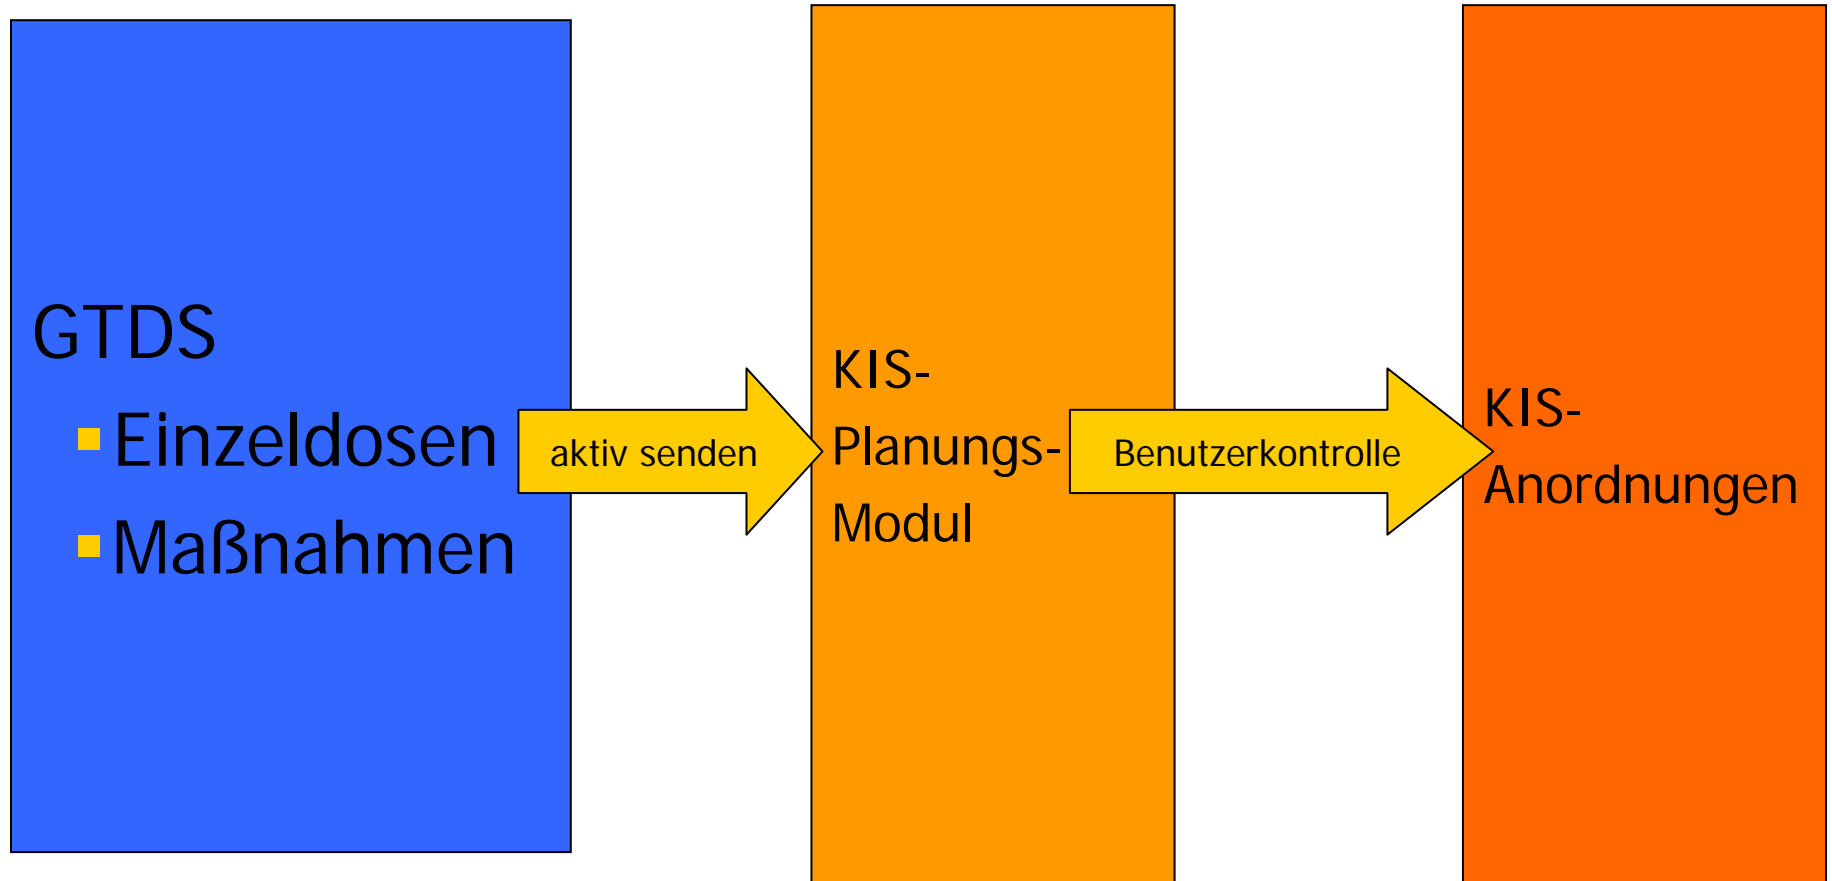 GTDS
Einzeldosen
Maßnahmen
aktiv senden
KIS-
Planungs-
Modul
Benutzerkontrolle
KIS-
Anordnungen